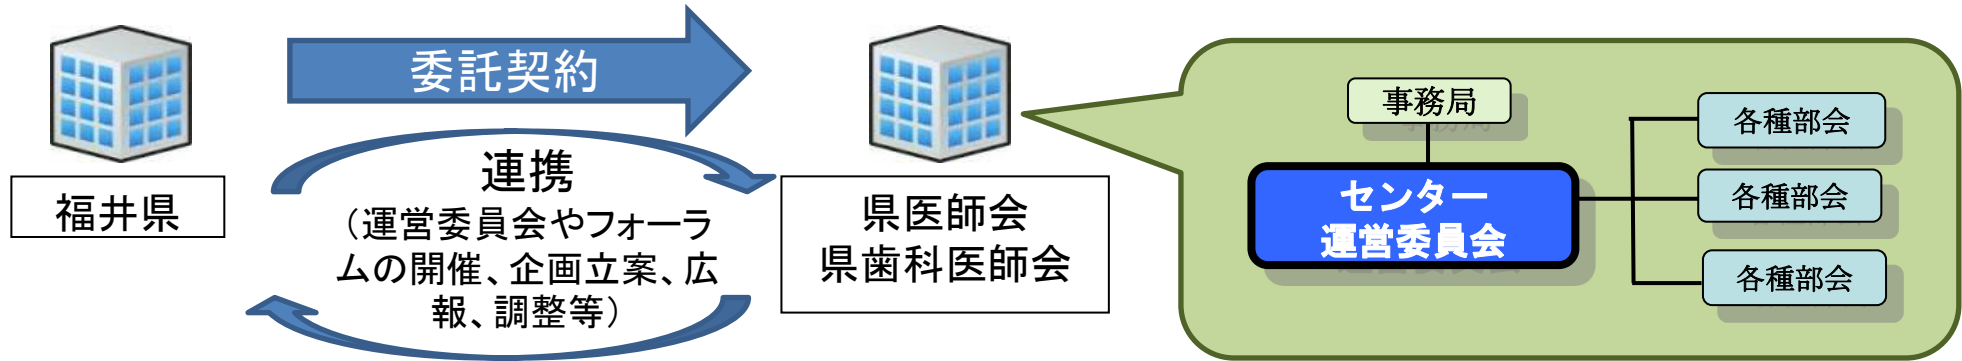 福井県
委託契約
連携
（運営委員会やフォーラ
ムの開催、企画立案、広
報、調整等）
県医師会
県歯科医師会
事務局
センター
運営委員会
各種部会
各種部会
各種部会